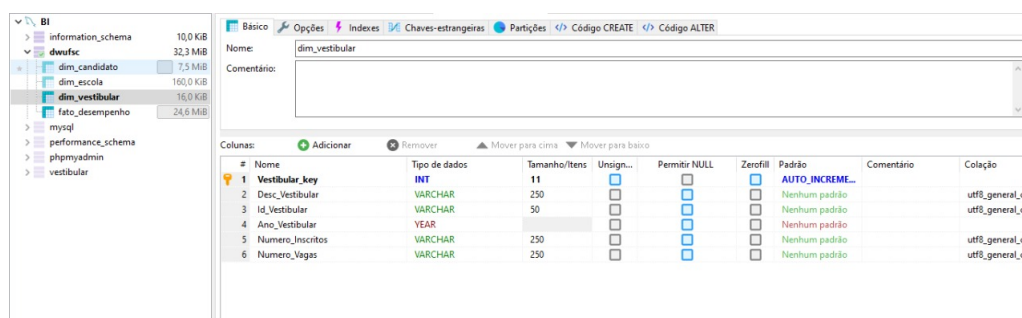 BI
information_schema 10,0 KiB
dwufsc 32,3 MiB
dim_candidato 7,5 MiB
dim_escola 160,0 KiB
dim_vestibular 16,0 KiB
fato_desempenho 24,6 MiB
mysql
performance_schema
phpmyadmin
vestibular
Básico Opções Indexes Chaves-estrangeiras Partições Código CREATE Código ALTER
Nome: dim_vestibular
Comentário:
Colunas: Adicionar Remover Mover para cima Mover para baixo
# Nome Tipo de dados Tamanho/Itens Unsign... Permitir NULL Zerofill Padrão Comentário Colação
1 Vestibular_key INT 11 AUTO_INCREME...
2 Desc_Vestibular VARCHAR 250 Nenhum padrão utf8_general_c
3 Id_Vestibular VARCHAR 50 Nenhum padrão utf8_general_c
4 Ano_Vestibular YEAR Nenhum padrão
5 Numero_Inscritos VARCHAR 250 Nenhum padrão utf8_general_c
6 Numero_Vagas VARCHAR 250 Nenhum padrão utf8_general_c